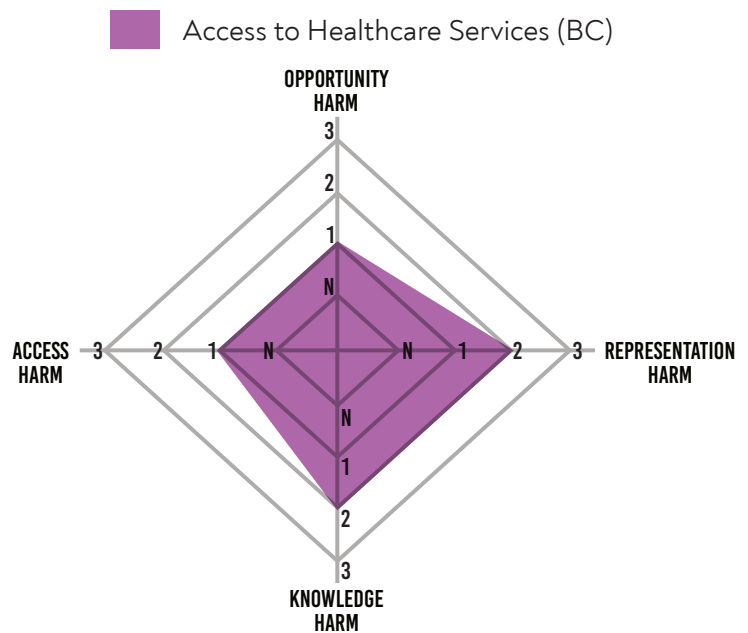 Access to Healthcare Services (BC)
OPPORTUNITY
HARM
3
2
1
N
ACCESS
HARM
3 2 1 N N 1 2 3
REPRESENTATION
HARM
N
1
2
3
KNOWLEDGE
HARM